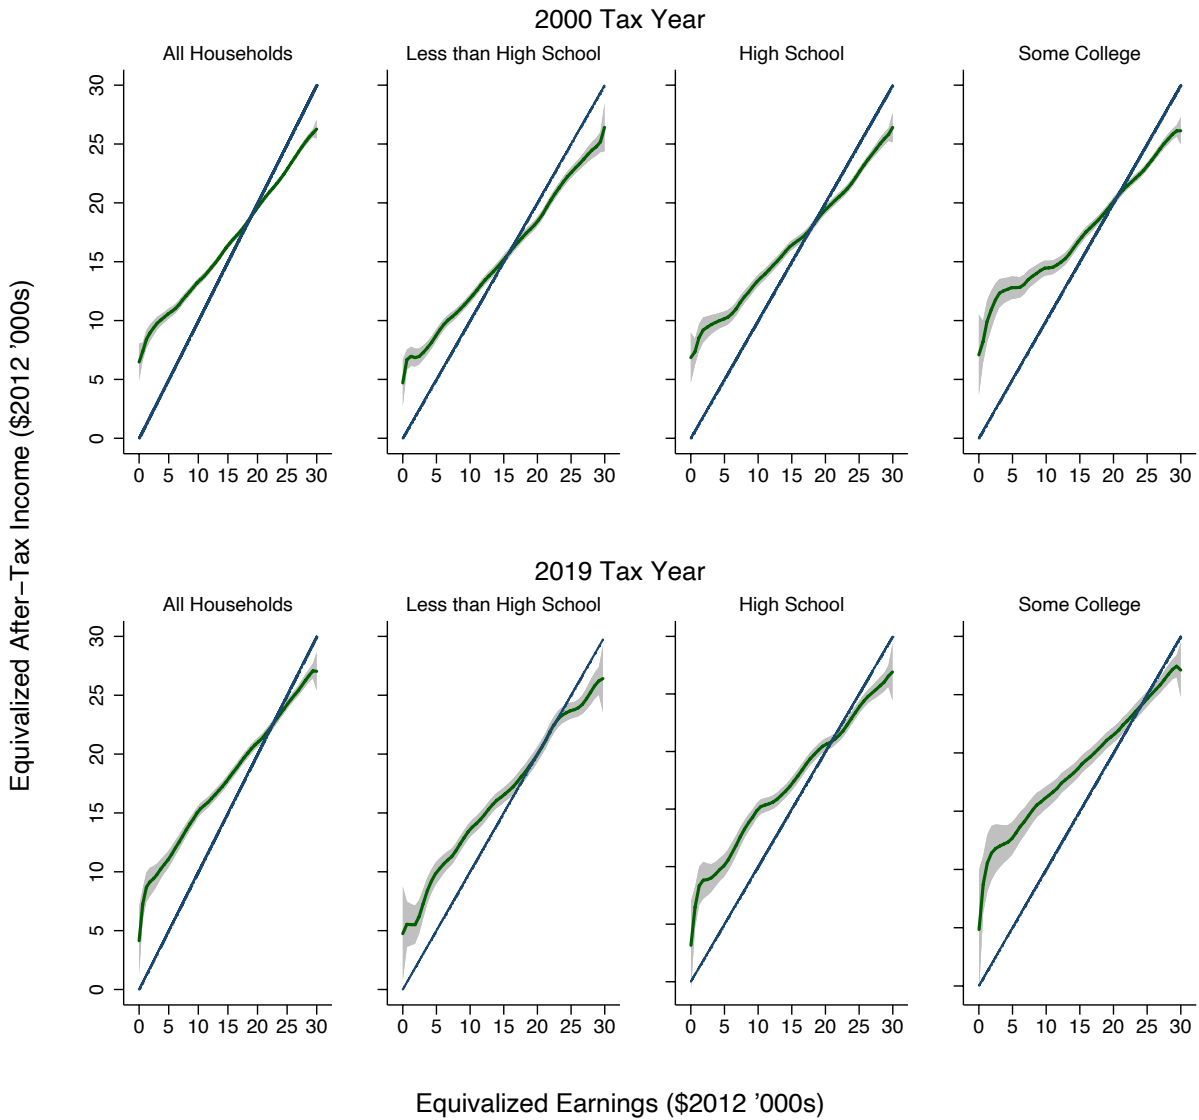 2000 Tax Year
All Households
Less than High School
High School
Some College
30
25
20
15
10
5
0
0 5 10 15 20 25 30
0 5 10 15 20 25 30
0 5 10 15 20 25 30
0 5 10 15 20 25 30
Equivalized After−Tax Income ($2012 '000s)
2019 Tax Year
All Households
Less than High School
High School
Some College
30
25
20
15
10
5
0
0 5 10 15 20 25 30
0 5 10 15 20 25 30
0 5 10 15 20 25 30
0 5 10 15 20 25 30
Equivalized Earnings ($2012 '000s)